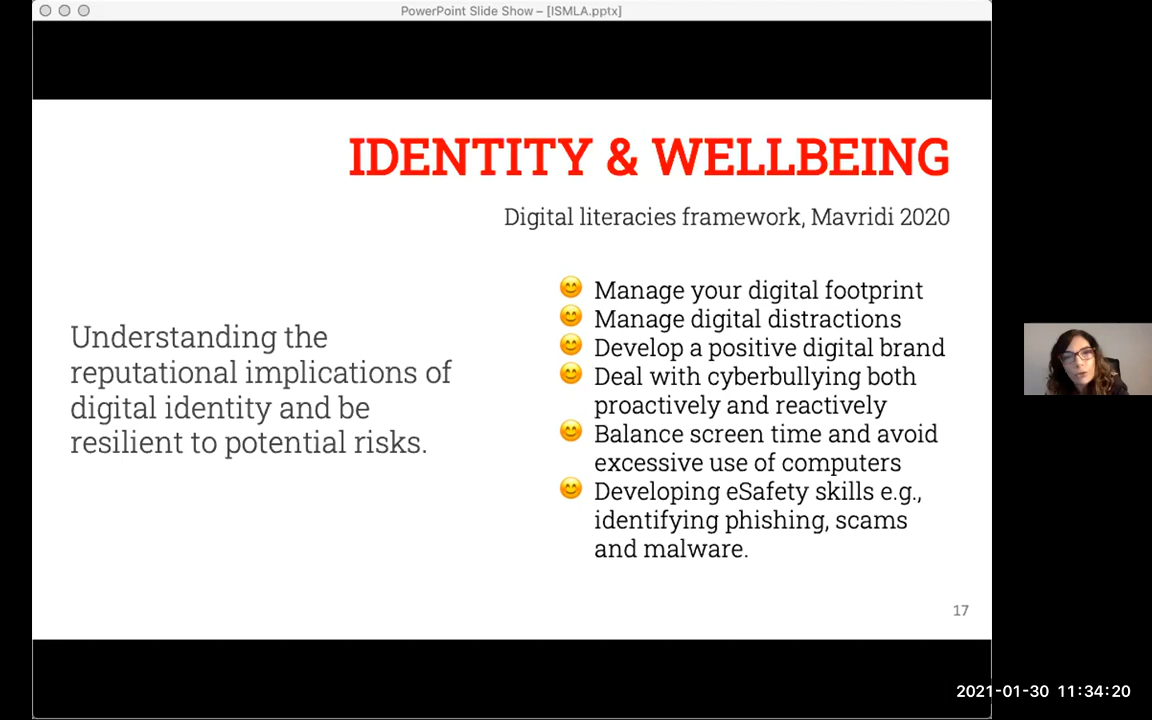 PowerPoint Slide Show – [ISMLA.pptx]
IDENTITY & WELLBEING
Digital literacies framework, Mavridi 2020
Understanding the
reputational implications of
digital identity and be
resilient to potential risks.
😊 Manage your digital footprint
😊 Manage digital distractions
😊 Develop a positive digital brand
😊 Deal with cyberbullying both
proactively and reactively
😊 Balance screen time and avoid
excessive use of computers
😊 Developing eSafety skills e.g.,
identifying phishing, scams
and malware.
17
2021-01-30 11:34:20